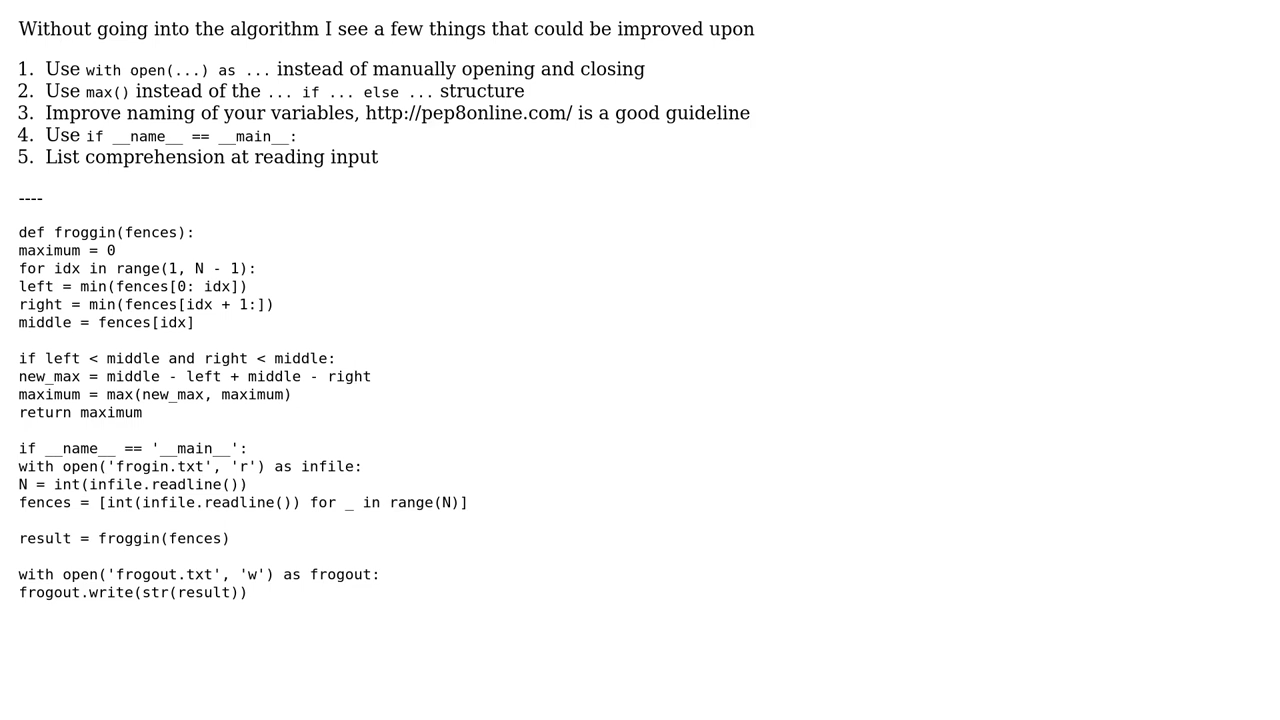 Without going into the algorithm I see a few things that could be improved upon
1. Use with open(...) as ... instead of manually opening and closing
2. Use max() instead of the ... if ... else ... structure
3. Improve naming of your variables, http://pep8online.com/ is a good guideline
4. Use if __name__ == __main__:
5. List comprehension at reading input
----
def froggin(fences):
maximum = 0
for idx in range(1, N - 1):
left = min(fences[0: idx])
right = min(fences[idx + 1:])
middle = fences[idx]
if left < middle and right < middle:
new_max = middle - left + middle - right
maximum = max(new_max, maximum)
return maximum
if __name__ == '__main__':
with open('frogin.txt', 'r') as infile:
N = int(infile.readline())
fences = [int(infile.readline()) for _ in range(N)]
result = froggin(fences)
with open('frogout.txt', 'w') as frogout:
frogout.write(str(result))